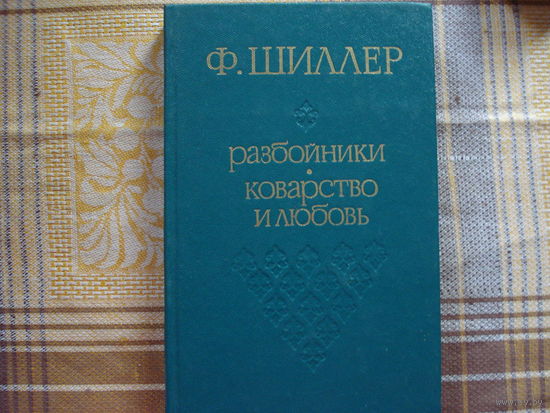 Ф. ШИЛЛЕР
разбойники
коварство
и любовь